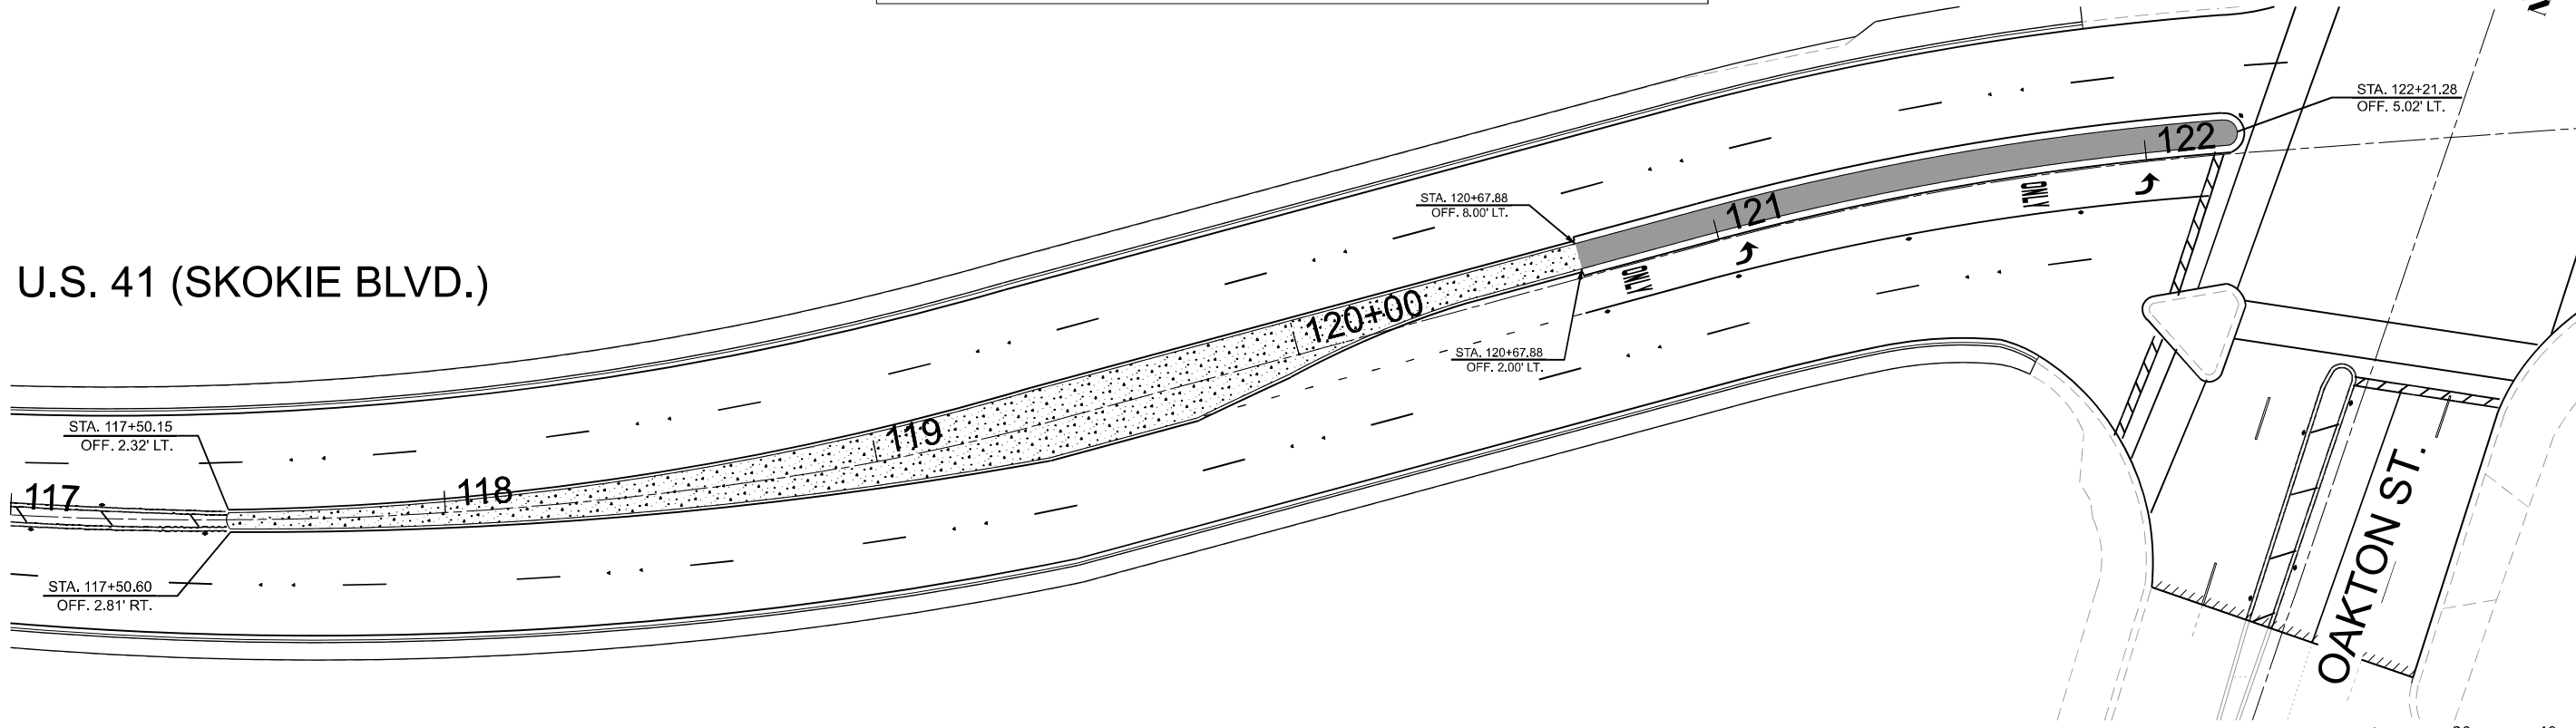 STA. 122+21.28
OFF. 5.02' LT.
122
STA. 120+67.88
OFF. 8.00' LT.
121
ONLY
ONLY
U.S. 41 (SKOKIE BLVD.)
120+00
STA. 120+67.88
OFF. 2.00' LT.
119
STA. 117+50.15
OFF. 2.32' LT.
118
117
STA. 117+50.60
OFF. 2.81' RT.
OAKTON ST.